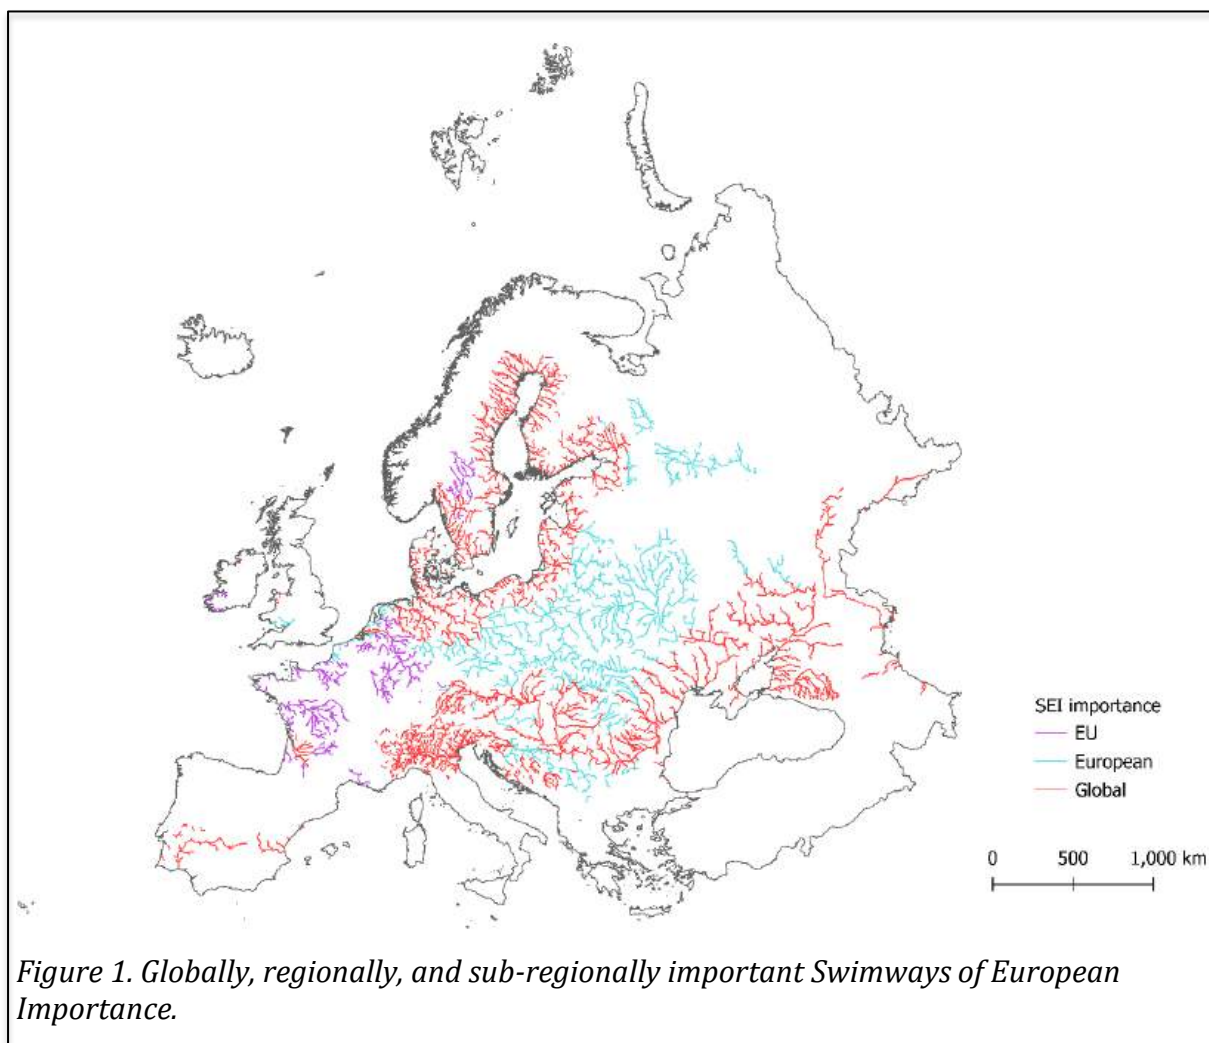 SEI importance
EU
European
Global
0 500 1,000 km
Figure 1. Globally, regionally, and sub-regionally important Swimways of European
Importance.